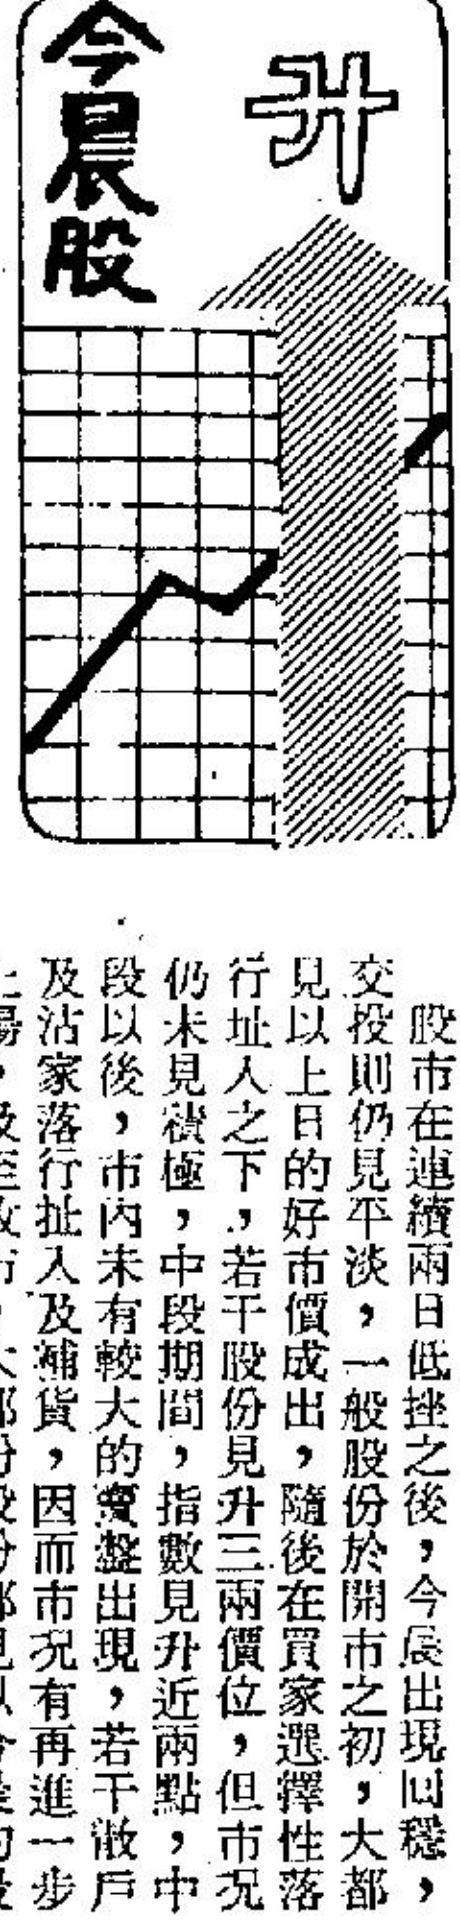 今晨股
升
股市在連續兩日低挫之後，今晨出現回穩，
交投則仍見平淡，一般股份於開市之初，大都
見以上日的好市價成出，隨後在買家選擇性落
行扯人之下，若干股份見升三兩價位，但市況
仍未見積極，中段期間，指數見升近兩點，中
段以後，市內未有較大的賣盤出現，若干散戶
及沽家落行扯入及補貨，因而市況有再進一步